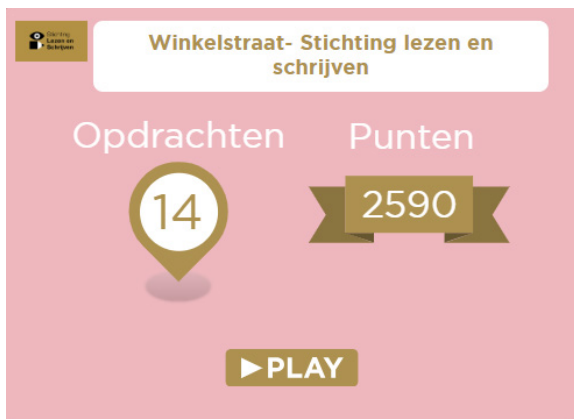 Stichting
Lezen en
Schrijven
Winkelstraat- Stichting lezen en
schrijven
Opdrachten
Punten
14
2590
PLAY